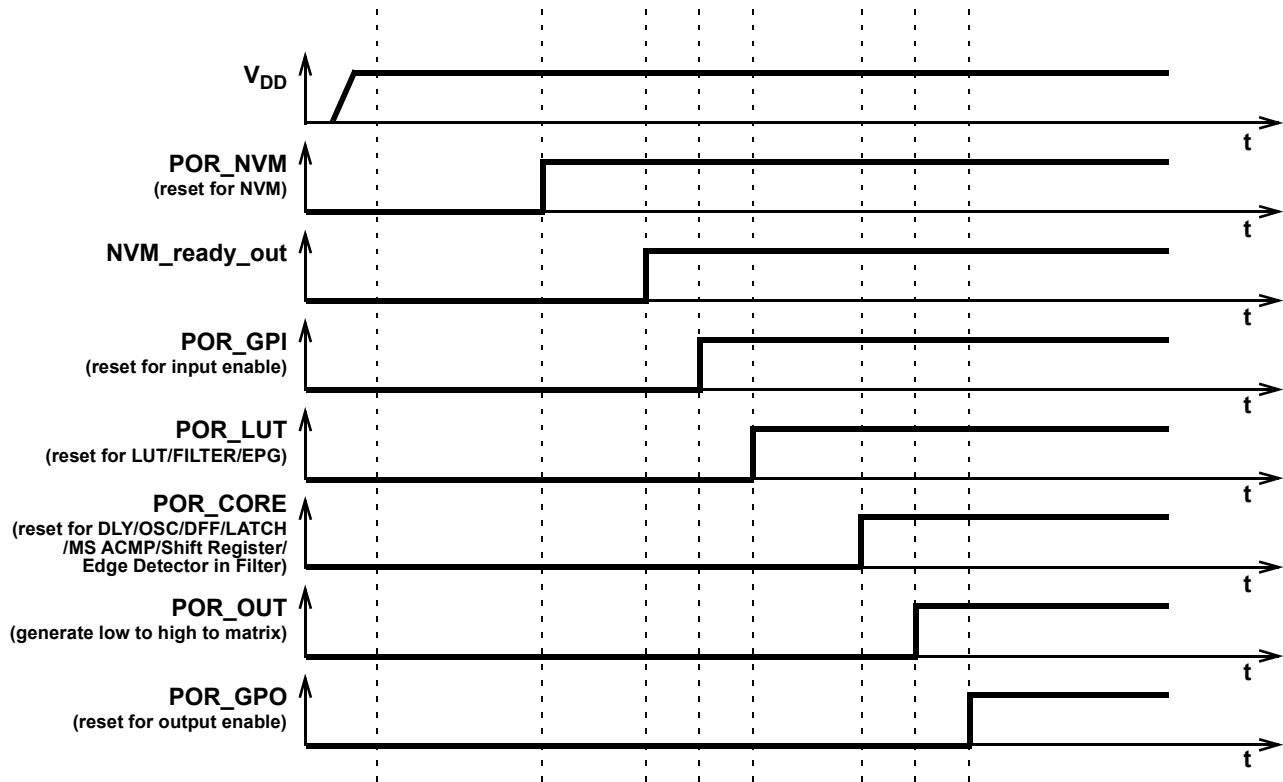 VDD
t
POR_NVM
(reset for NVM)
t
NVM_ready_out
t
POR_GPI
(reset for input enable)
t
POR_LUT
(reset for LUT/FILTER/EPG)
t
POR_CORE
(reset for DLY/OSC/DFF/LATCH
/MS ACMP/Shift Register/
Edge Detector in Filter)
t
POR_OUT
(generate low to high to matrix)
t
POR_GPO
(reset for output enable)
t